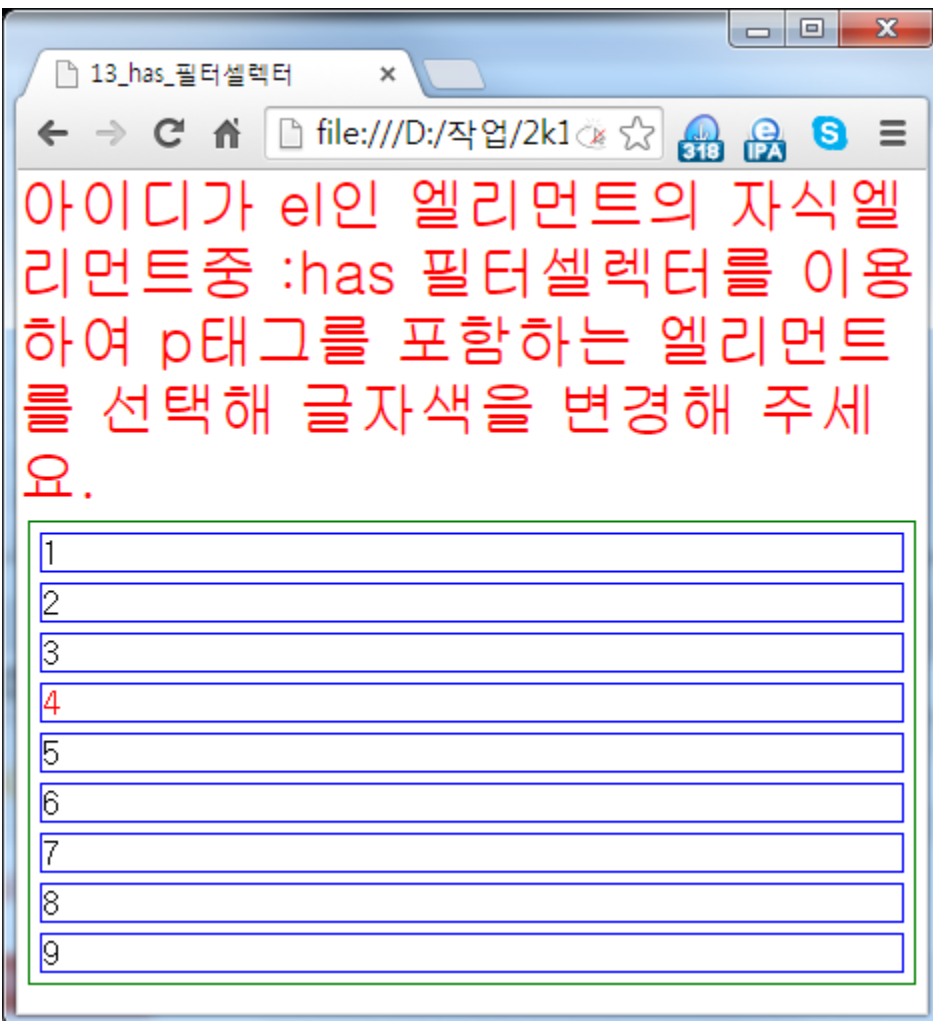 13_has_필터셀렉터
file:///D:/작업/2k1
318
e
IPA
S
아이디가 el인 엘리먼트의 자식엘
리먼트중 :has 필터셀렉터를 이용
하여 p태그를 포함하는 엘리먼트
를 선택해 글자색을 변경해 주세
요.
1
2
3
4
5
6
7
8
9